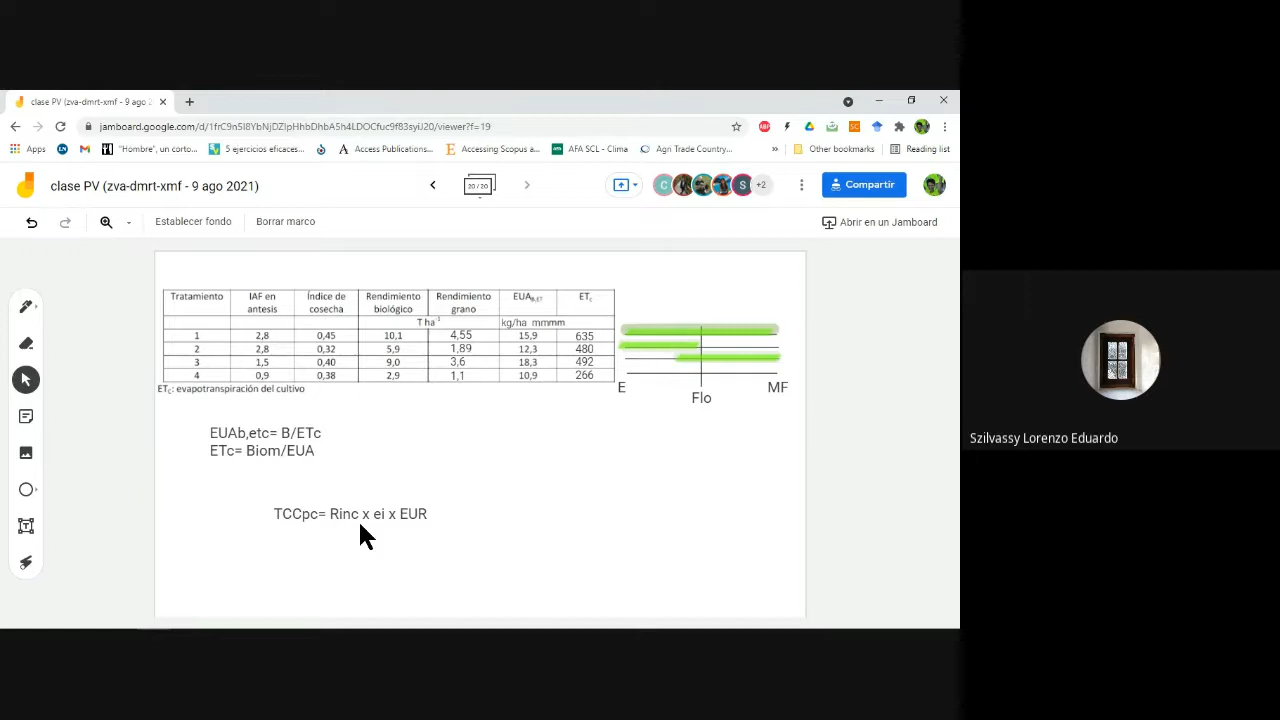 clase PV (zva-dmrt-xmf - 9 ago 2
jamboard.google.com/d/1ftC9nSl8YbNjDZIpHhbDhbA5h4LDOCfuc9f83syiJ20/viewer?f=19
Apps "Hombre", un corto... 5 ejercicios eficaces... Access Publications... Accessing Scopus a... AFA SCL - Clima Agri Trade Country... » Other bookmarks Reading list
clase PV (zva-dmrt-xmf - 9 ago 2021) 20 / 20 C S +2 Compartir
Establecer fondo Borrar marco Abrir en un Jamboard
Tratamiento IAF en antesis Índice de cosecha Rendimiento biológico Rendimiento grano EUAB,ET ETc
T ha-1 kg/ha mmmm
1 2,8 0,45 10,1 4,55 15,9 635
2 2,8 0,32 5,9 1,89 12,3 480
3 1,5 0,40 9,0 3,6 18,3 492
4 0,9 0,38 2,9 1,1 10,9 266
ETc: evapotranspiración del cultivo
E Flo MF
EUAb,etc= B/ETc
ETc= Biom/EUA
TCCpc= Rinc x ei x EUR
Szilvassy Lorenzo Eduardo